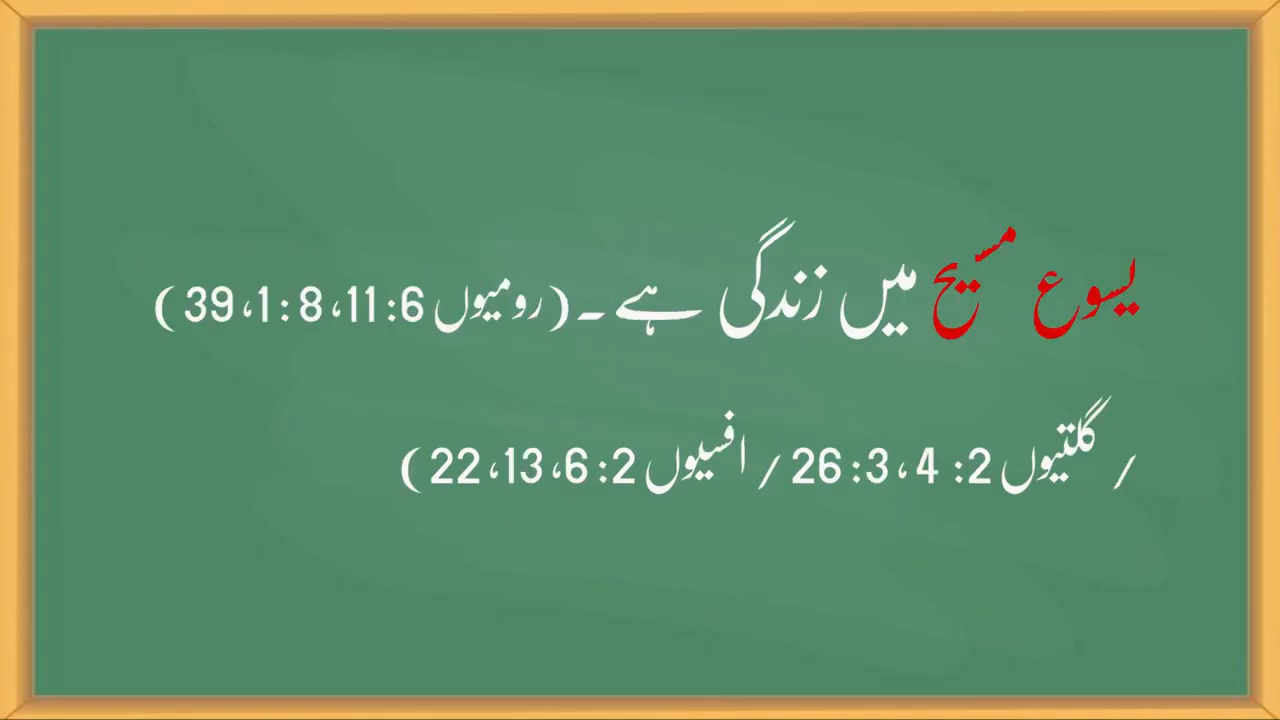 یسوع مسیح میں زندگی ہے۔ (رومیوں 6:11، 8:1، 39)
/ گلتیوں 2: 4، 3:26 / افسیوں 2:6، 13، 22)